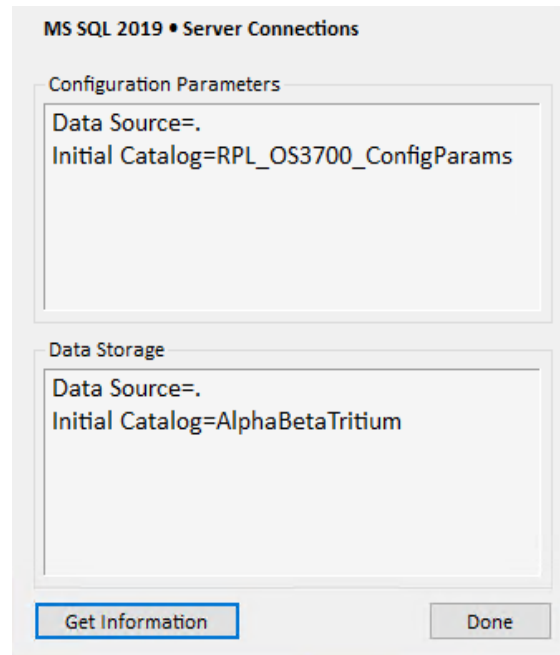 MS SQL 2019 • Server Connections
Configuration Parameters
Data Source=.
Initial Catalog=RPL_OS3700_ConfigParams
Data Storage
Data Source=.
Initial Catalog=AlphaBetaTritium
Get Information
Done